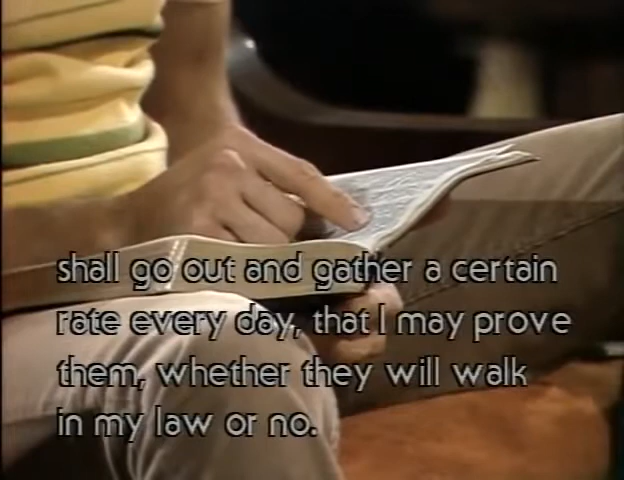 shall go out and gather a certain
rate every day, that I may prove
them, whether they will walk
in my law or no.